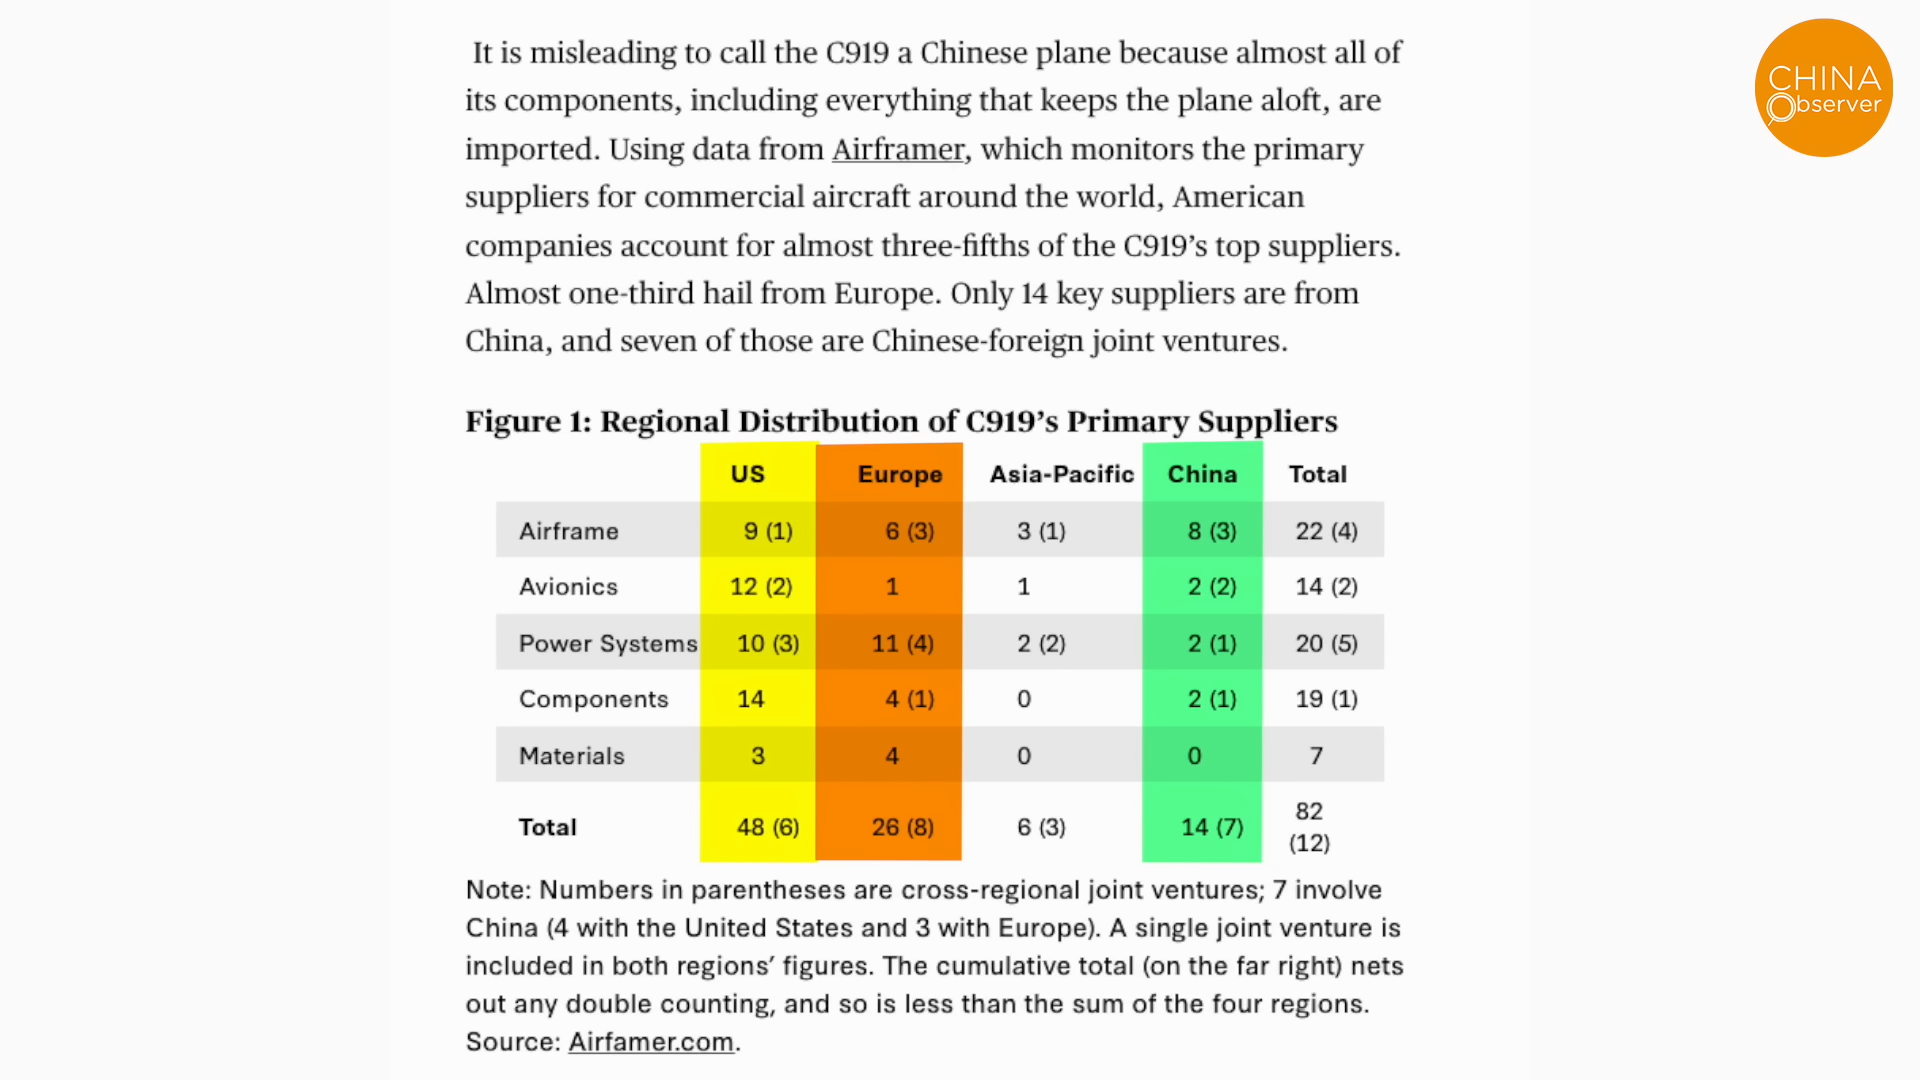 CHINA
Observer
It is misleading to call the C919 a Chinese plane because almost all of
its components, including everything that keeps the plane aloft, are
imported. Using data from Airframer, which monitors the primary
suppliers for commercial aircraft around the world, American
companies account for almost three-fifths of the C919’s top suppliers.
Almost one-third hail from Europe. Only 14 key suppliers are from
China, and seven of those are Chinese-foreign joint ventures.
Figure 1: Regional Distribution of C919’s Primary Suppliers
US Europe Asia-Pacific China Total
Airframe 9 (1) 6 (3) 3 (1) 8 (3) 22 (4)
Avionics 12 (2) 1 1 2 (2) 14 (2)
Power Systems 10 (3) 11 (4) 2 (2) 2 (1) 20 (5)
Components 14 4 (1) 0 2 (1) 19 (1)
Materials 3 4 0 0 7
Total 48 (6) 26 (8) 6 (3) 14 (7) 82 (12)
Note: Numbers in parentheses are cross-regional joint ventures; 7 involve
China (4 with the United States and 3 with Europe). A single joint venture is
included in both regions’ figures. The cumulative total (on the far right) nets
out any double counting, and so is less than the sum of the four regions.
Source: Airfamer.com.